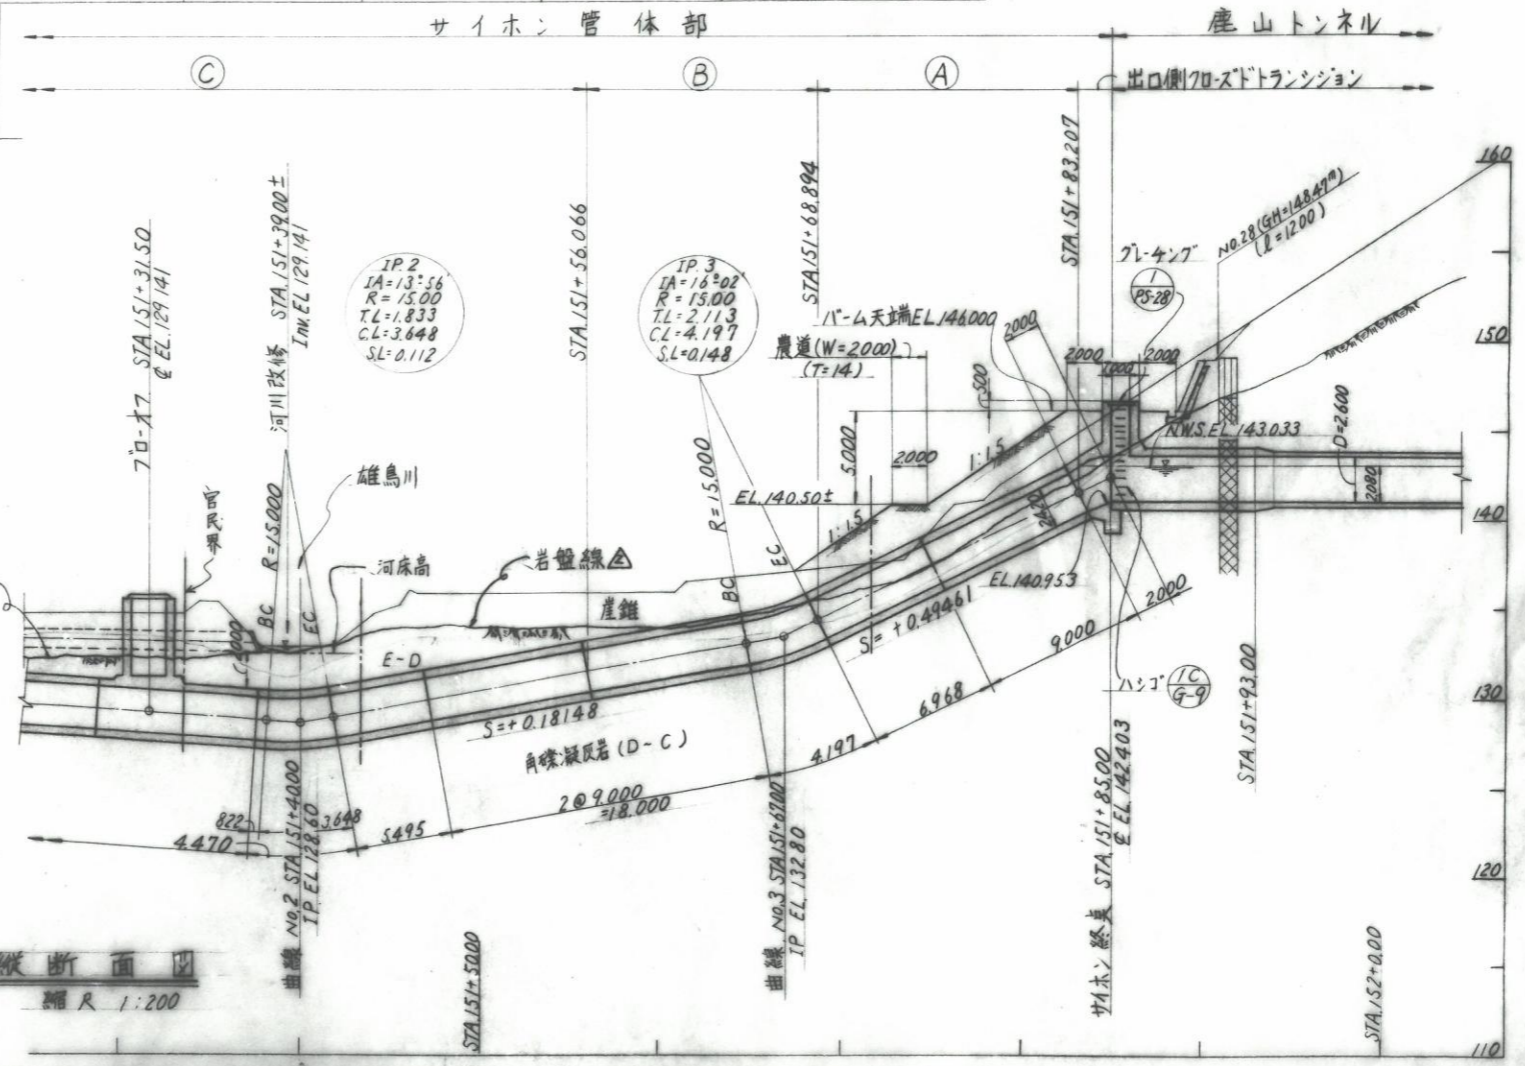 サイホン管体部
鹿山トンネル
C
B
A
出口側クローズドトランジション
160
150
140
130
120
110
ブローオフ STA.151+31.50
℄ EL.129.141
河川改修 STA.151+39.00±
Inv. EL 129.141
IP. 2
IA=13°56′
R=15.00
T.L=1.833
C.L=3.648
S.L=0.112
STA.151+56.066
IP. 3
IA=16°02′
R=15.00
T.L=2.113
C.L=4.197
S.L=0.148
STA.151+68.894
STA.151+83.207
NO.28(GH=148.47m)
(ℓ=1200)
グレーチング
1
PS-28
バーム天端EL.146.000
農道(W=2000)
(T=14)
2000
2000
1000
2000
500
5.000
2.000
1:1.5
1:1.5
EL.140.50±
N.W.S.EL.143.033
D=2.600
2.080
官民界
R=15.000
雄鳥川
河床高
岩盤線
崖錐
BC
EC
R=15.000
BC
EC
E-D
S=+0.18148
角礫凝灰岩(D~C)
S=+0.49461
EL.140.953
2.000
9.000
6.968
4.197
2@9.000
=18.000
5.495
3.648
822
4.470
ハシゴ
1C
G-9
STA.151+93.00
曲線 No.2 STA.151+40.00
IP EL 128.60
曲線 No.3 STA.151+67.00
IP EL 132.80
サイホン終点 STA.151+85.00
℄ EL 142.403
縦断面図
縮尺 1:200
STA.151+50.00
STA.152+0.00